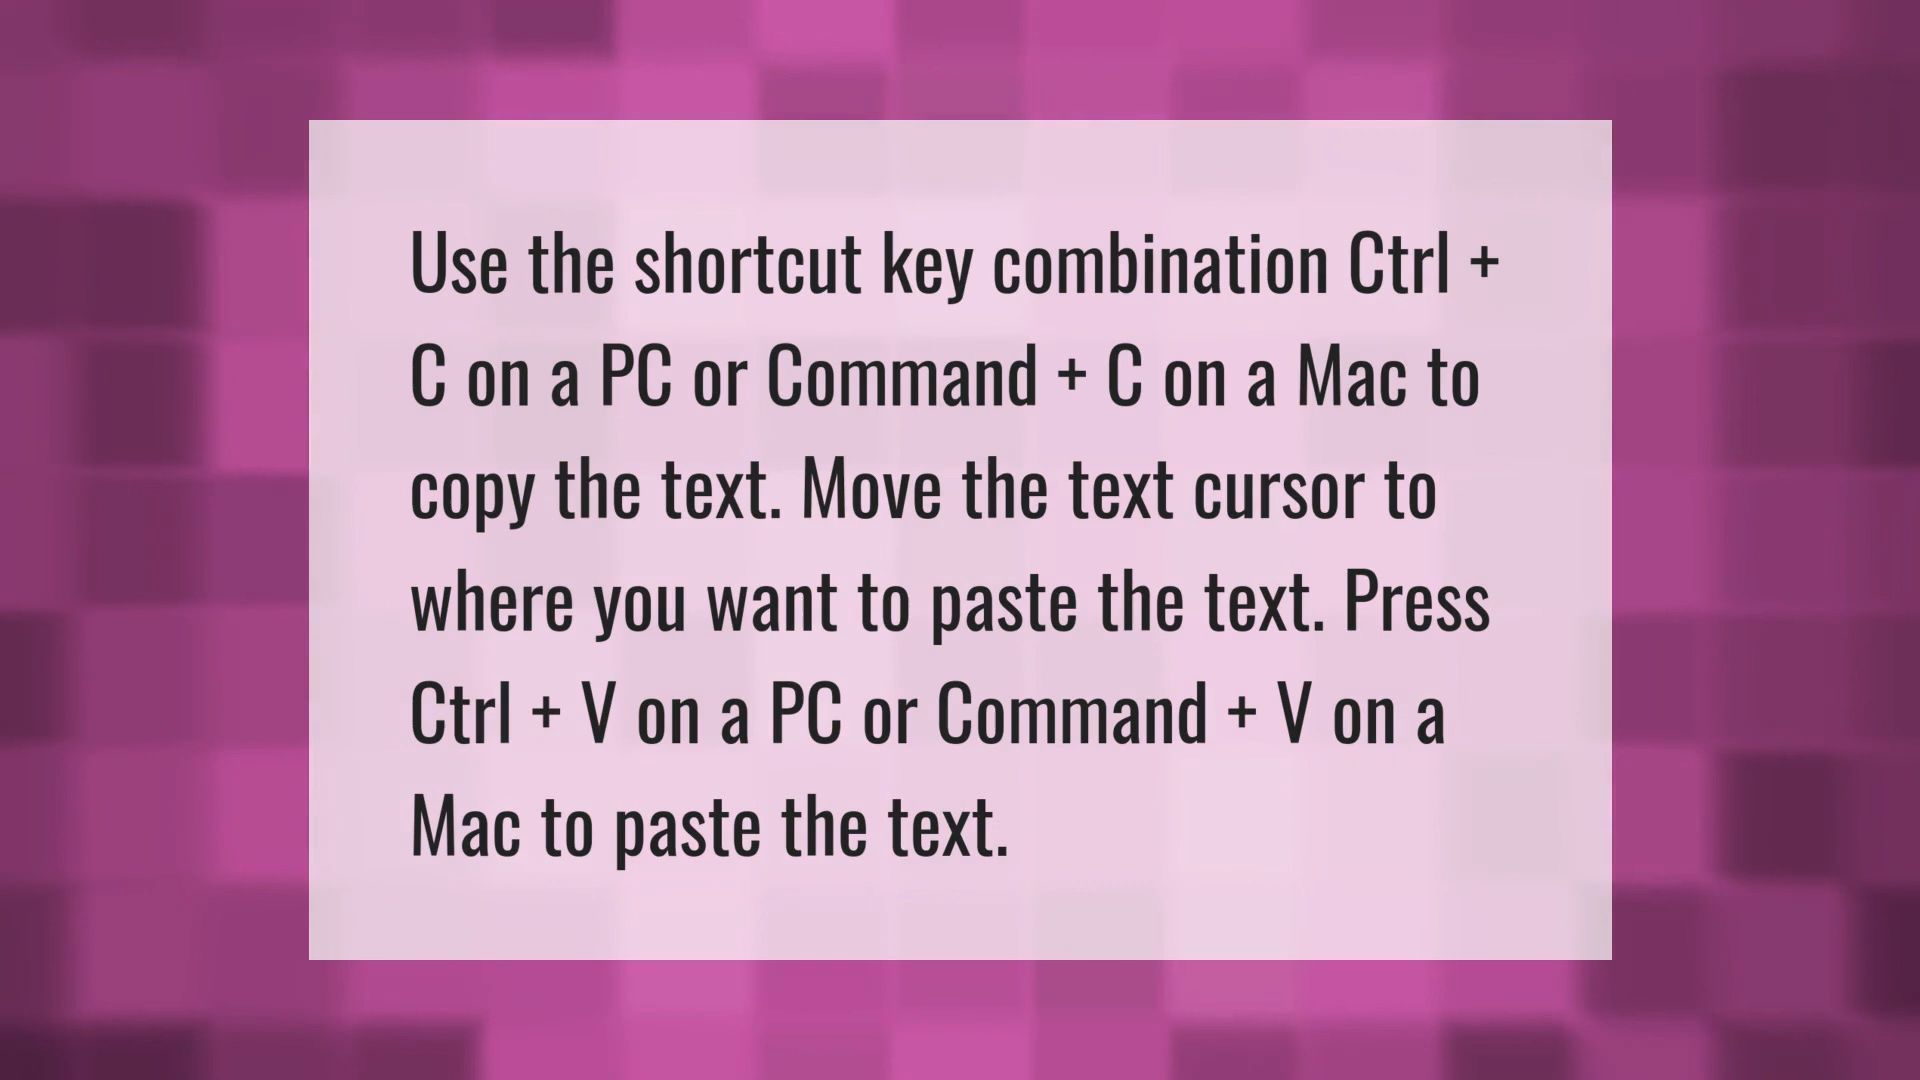 Use the shortcut key combination Ctrl +
C on a PC or Command + C on a Mac to
copy the text. Move the text cursor to
where you want to paste the text. Press
Ctrl + V on a PC or Command + V on a
Mac to paste the text.